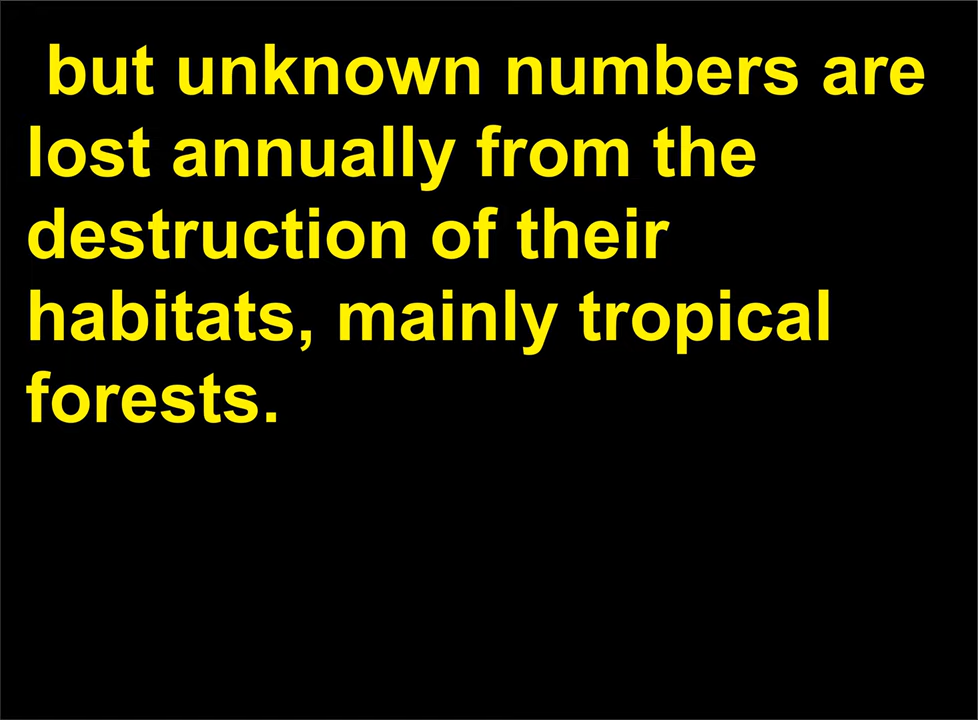 but unknown numbers are
lost annually from the
destruction of their
habitats, mainly tropical
forests.